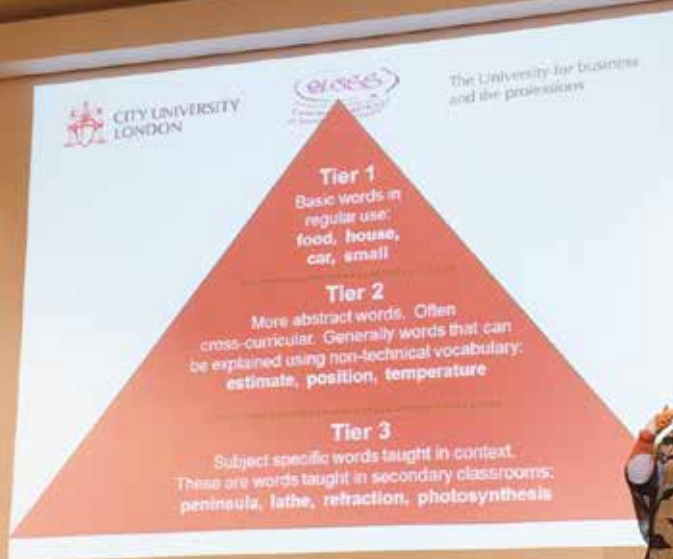 CITY UNIVERSITY
LONDON
The University for business
and the professions
Tier 1
Basic words in
regular use:
food, house,
car, small
Tier 2
More abstract words. Often
cross-curricular. Generally words that can
be explained using non-technical vocabulary:
estimate, position, temperature
Tier 3
Subject specific words taught in context.
These are words taught in secondary classrooms:
peninsula, lathe, refraction, photosynthesis